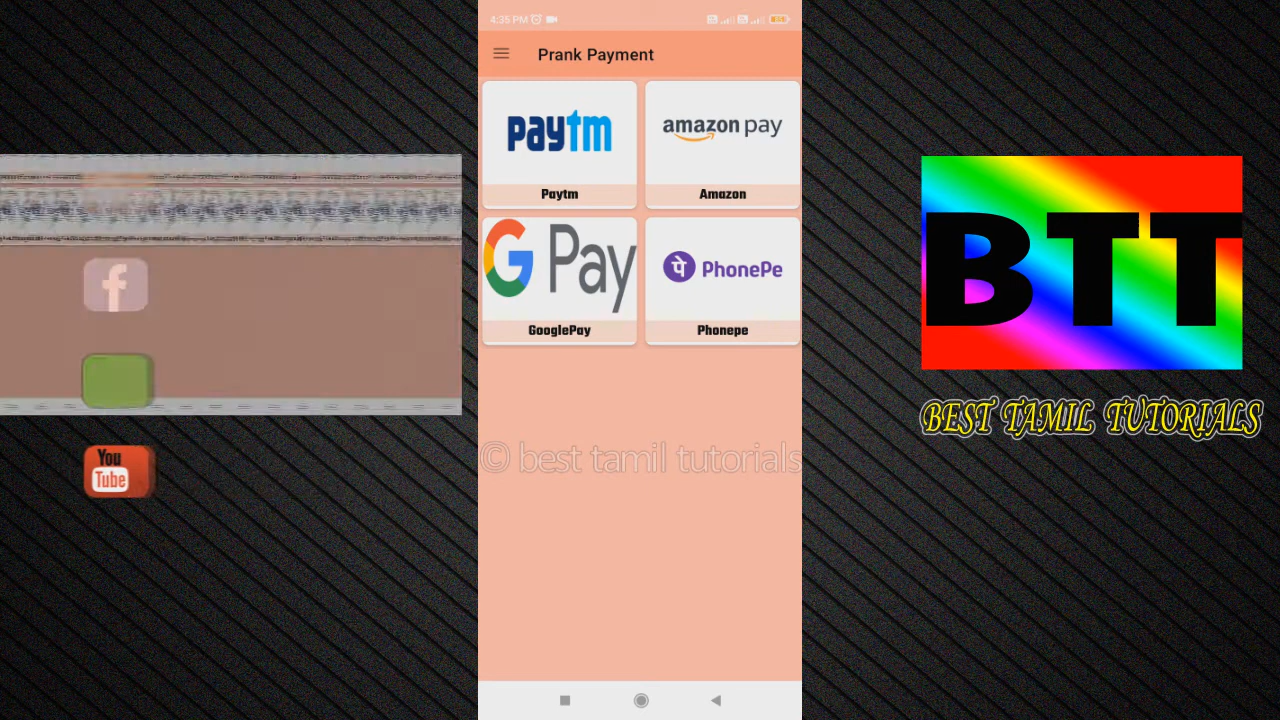 4:35 PM
Prank Payment
paytm
amazon pay
Paytm
Amazon
G Pay
पे PhonePe
GooglePay
Phonepe
© best tamil tutorials
f
You
Tube
BTT
BEST TAMIL TUTORIALS